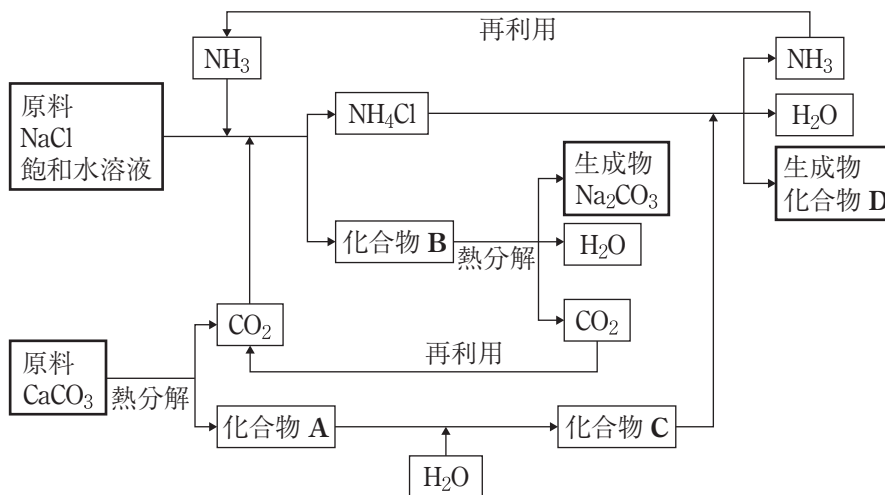 再利用
NH₃
NH₃
原料
NaCl
飽和水溶液
NH₄Cl
H₂O
生成物
Na₂CO₃
生成物
化合物 D
化合物 B
熱分解
H₂O
CO₂
CO₂
再利用
原料
CaCO₃
熱分解
化合物 A
化合物 C
H₂O